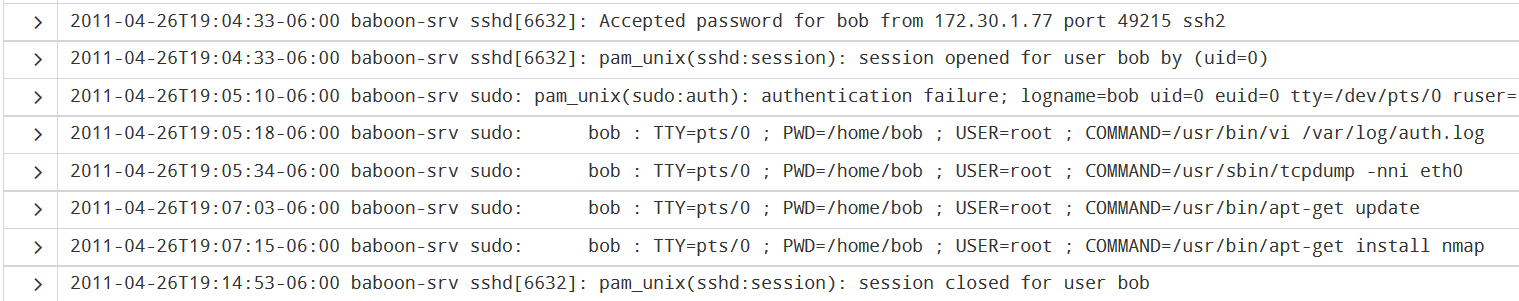 2011-04-26T19:04:33-06:00 baboon-srv sshd[6632]: Accepted password for bob from 172.30.1.77 port 49215 ssh2
2011-04-26T19:04:33-06:00 baboon-srv sshd[6632]: pam_unix(sshd:session): session opened for user bob by (uid=0)
2011-04-26T19:05:10-06:00 baboon-srv sudo: pam_unix(sudo:auth): authentication failure; logname=bob uid=0 euid=0 tty=/dev/pts/0 ruser=
2011-04-26T19:05:18-06:00 baboon-srv sudo:      bob : TTY=pts/0 ; PWD=/home/bob ; USER=root ; COMMAND=/usr/bin/vi /var/log/auth.log
2011-04-26T19:05:34-06:00 baboon-srv sudo:      bob : TTY=pts/0 ; PWD=/home/bob ; USER=root ; COMMAND=/usr/sbin/tcpdump -nni eth0
2011-04-26T19:07:03-06:00 baboon-srv sudo:      bob : TTY=pts/0 ; PWD=/home/bob ; USER=root ; COMMAND=/usr/bin/apt-get update
2011-04-26T19:07:15-06:00 baboon-srv sudo:      bob : TTY=pts/0 ; PWD=/home/bob ; USER=root ; COMMAND=/usr/bin/apt-get install nmap
2011-04-26T19:14:53-06:00 baboon-srv sshd[6632]: pam_unix(sshd:session): session closed for user bob